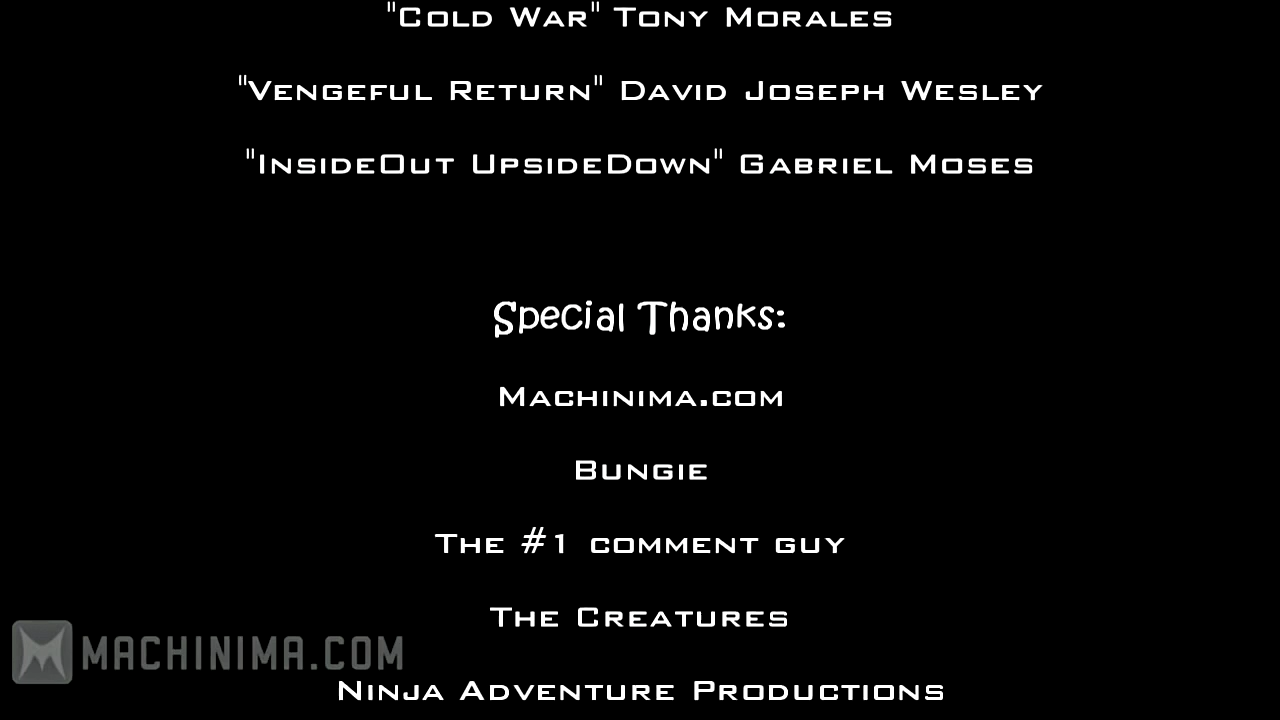 "Cold War" Tony Morales
"Vengeful Return" David Joseph Wesley
"InsideOut UpsideDown" Gabriel Moses
Special Thanks:
Machinima.com
Bungie
The #1 comment guy
The Creatures
MACHINIMA.COM
Ninja Adventure Productions